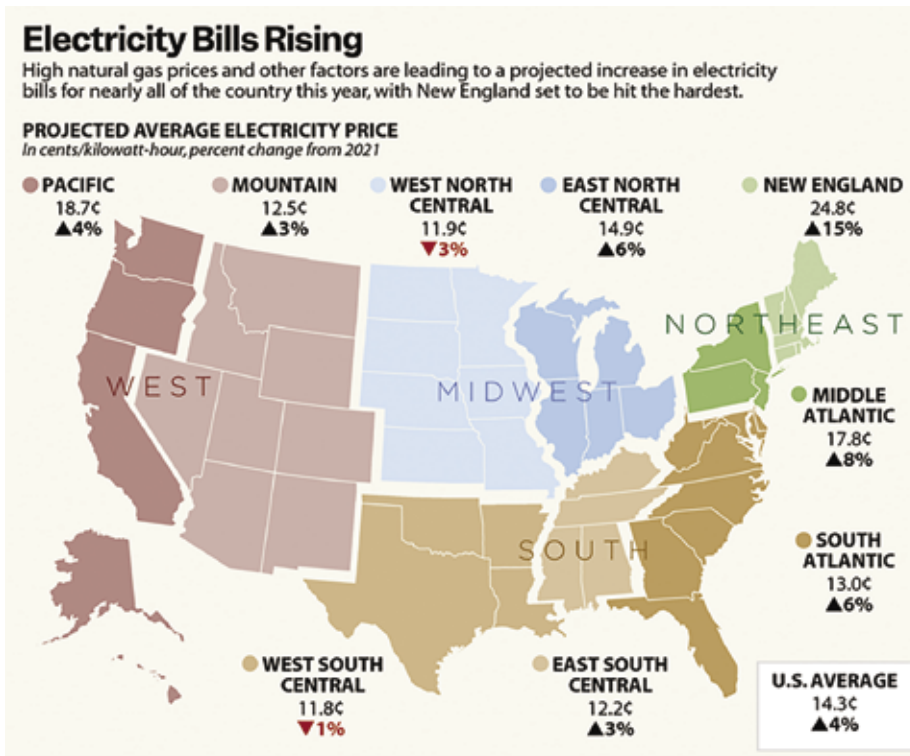 Electricity Bills Rising
High natural gas prices and other factors are leading to a projected increase in electricity
bills for nearly all of the country this year, with New England set to be hit the hardest.
PROJECTED AVERAGE ELECTRICITY PRICE
In cents/kilowatt-hour, percent change from 2021
PACIFIC
18.7¢
▲4%
MOUNTAIN
12.5¢
▲3%
WEST NORTH
CENTRAL
11.9¢
▼3%
EAST NORTH
CENTRAL
14.9¢
▲6%
NEW ENGLAND
24.8¢
▲15%
NORTHEAST
WEST
MIDWEST
MIDDLE
ATLANTIC
17.8¢
▲8%
SOUTH
SOUTH
ATLANTIC
13.0¢
▲6%
WEST SOUTH
CENTRAL
11.8¢
▼1%
EAST SOUTH
CENTRAL
12.2¢
▲3%
U.S. AVERAGE
14.3¢
▲4%